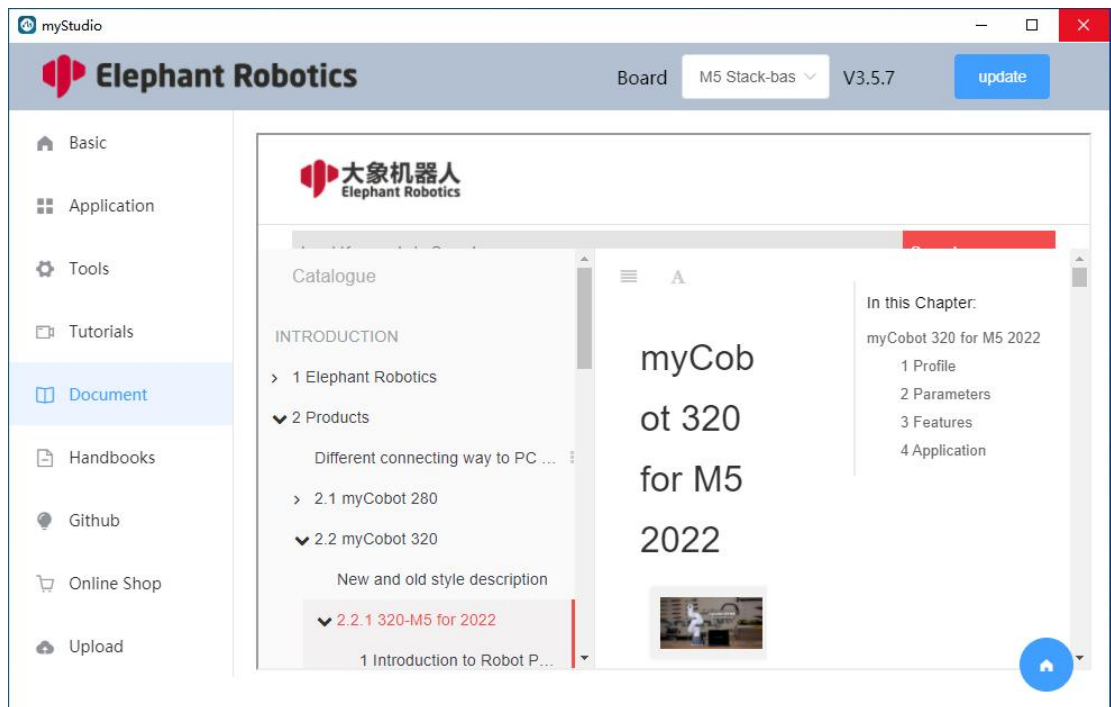 myStudio
Elephant Robotics
Board
M5 Stack-bas
V3.5.7
update
Basic
Application
Tools
Tutorials
Document
Handbooks
Github
Online Shop
Upload
大象机器人
Elephant Robotics
Catalogue
INTRODUCTION
1 Elephant Robotics
2 Products
Different connecting way to PC ...
2.1 myCobot 280
2.2 myCobot 320
New and old style description
2.2.1 320-M5 for 2022
1 Introduction to Robot P...
A
myCob
ot 320
for M5
2022
In this Chapter:
myCobot 320 for M5 2022
1 Profile
2 Parameters
3 Features
4 Application